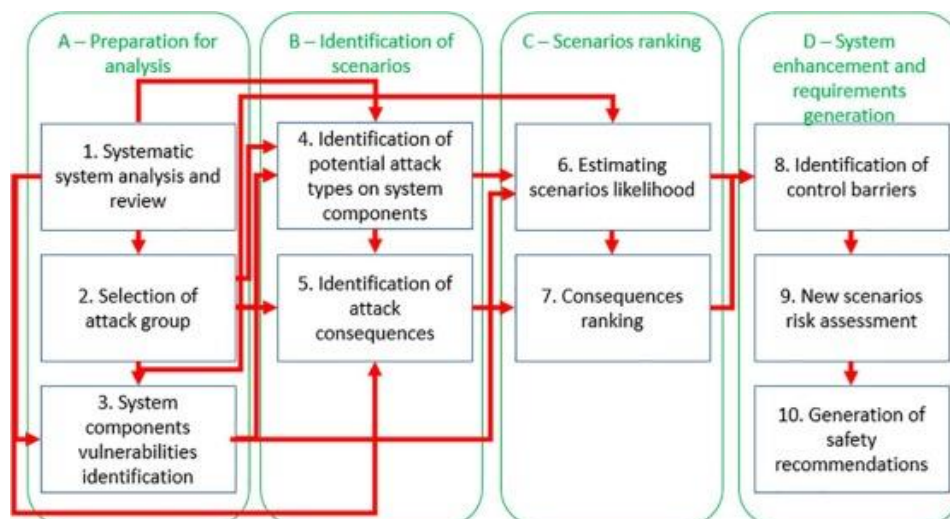 A – Preparation for
analysis
1. Systematic
system analysis and
review
2. Selection of
attack group
3. System
components
vulnerabilities
identification
B – Identification of
scenarios
4. Identification of
potential attack
types on system
components
5. Identification of
attack
consequences
C – Scenarios ranking
6. Estimating
scenarios likelihood
7. Consequences
ranking
D – System
enhancement and
requirements
generation
8. Identification of
control barriers
9. New scenarios
risk assessment
10. Generation of
safety
recommendations